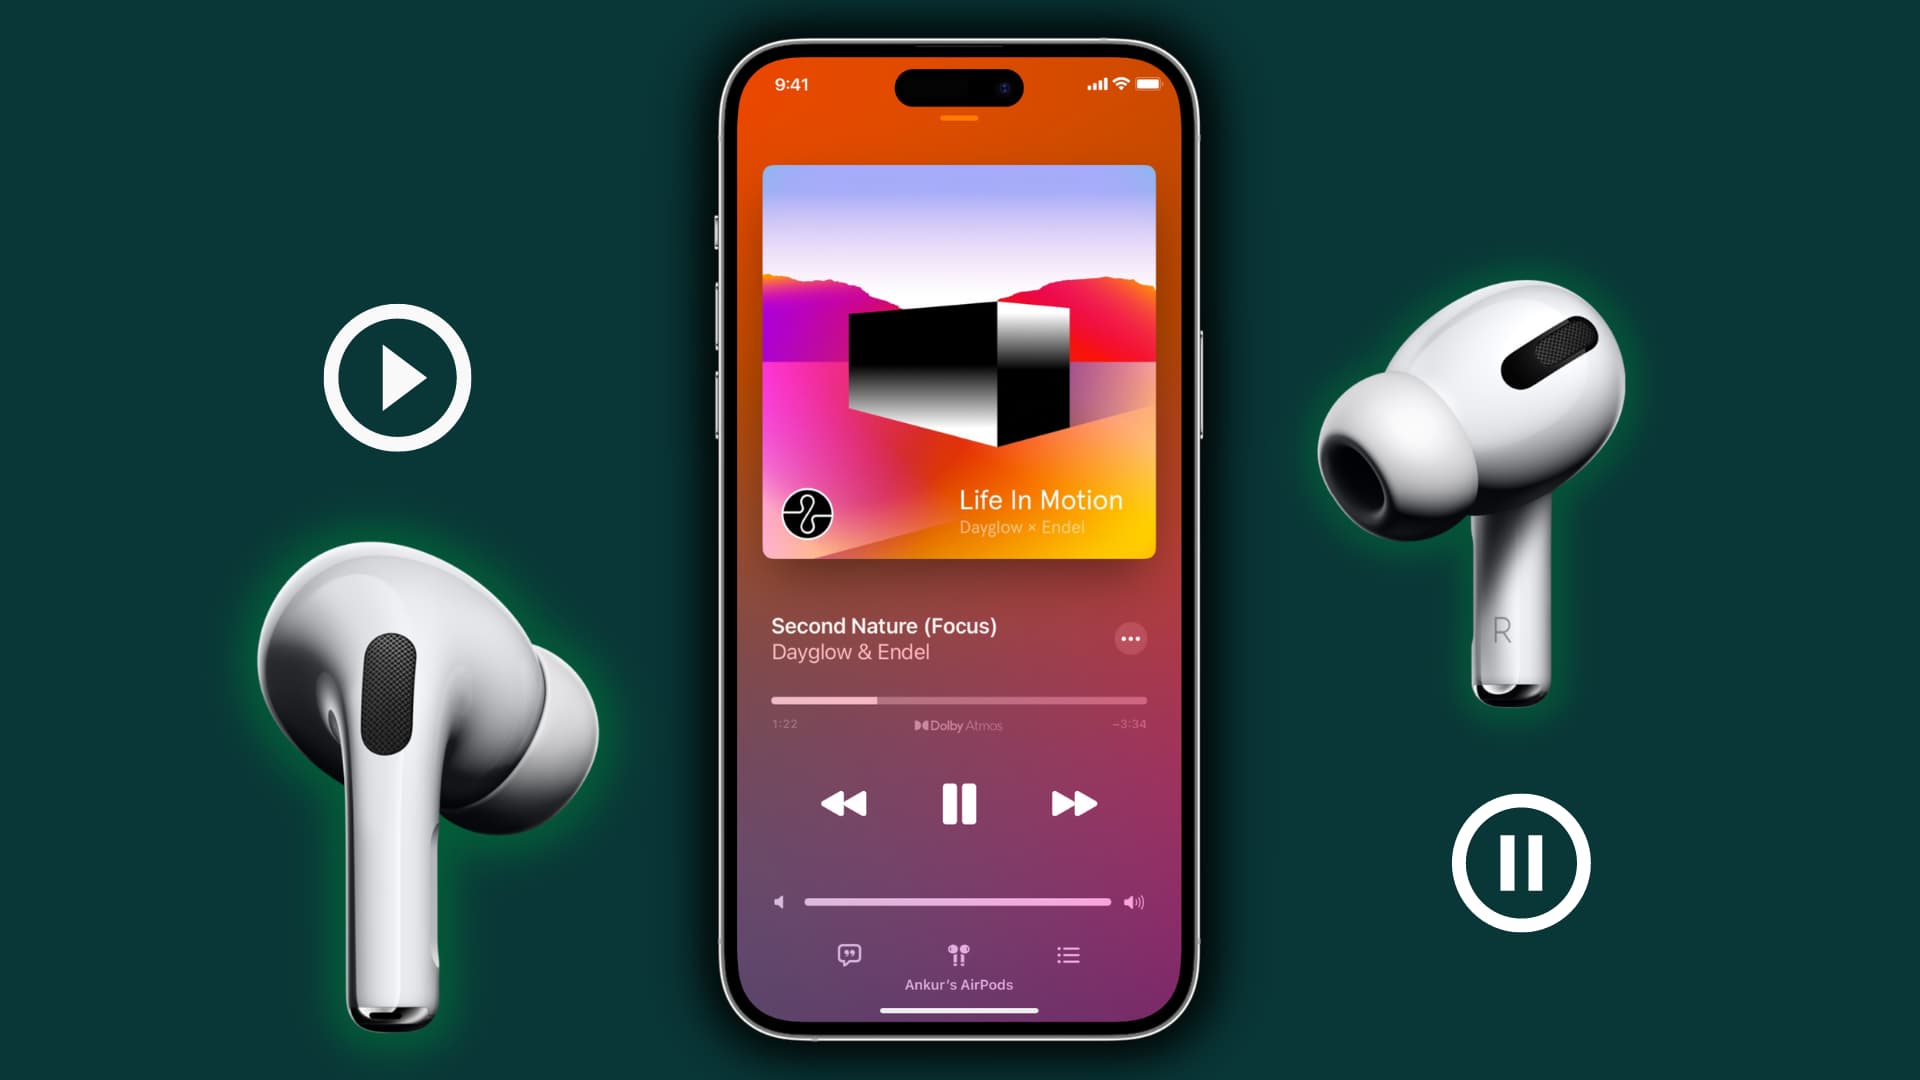 9:41
Life In Motion
Dayglow × Endel
Second Nature (Focus)
Dayglow & Endel
1:22
Dolby Atmos
−3:34
Ankur's AirPods
R